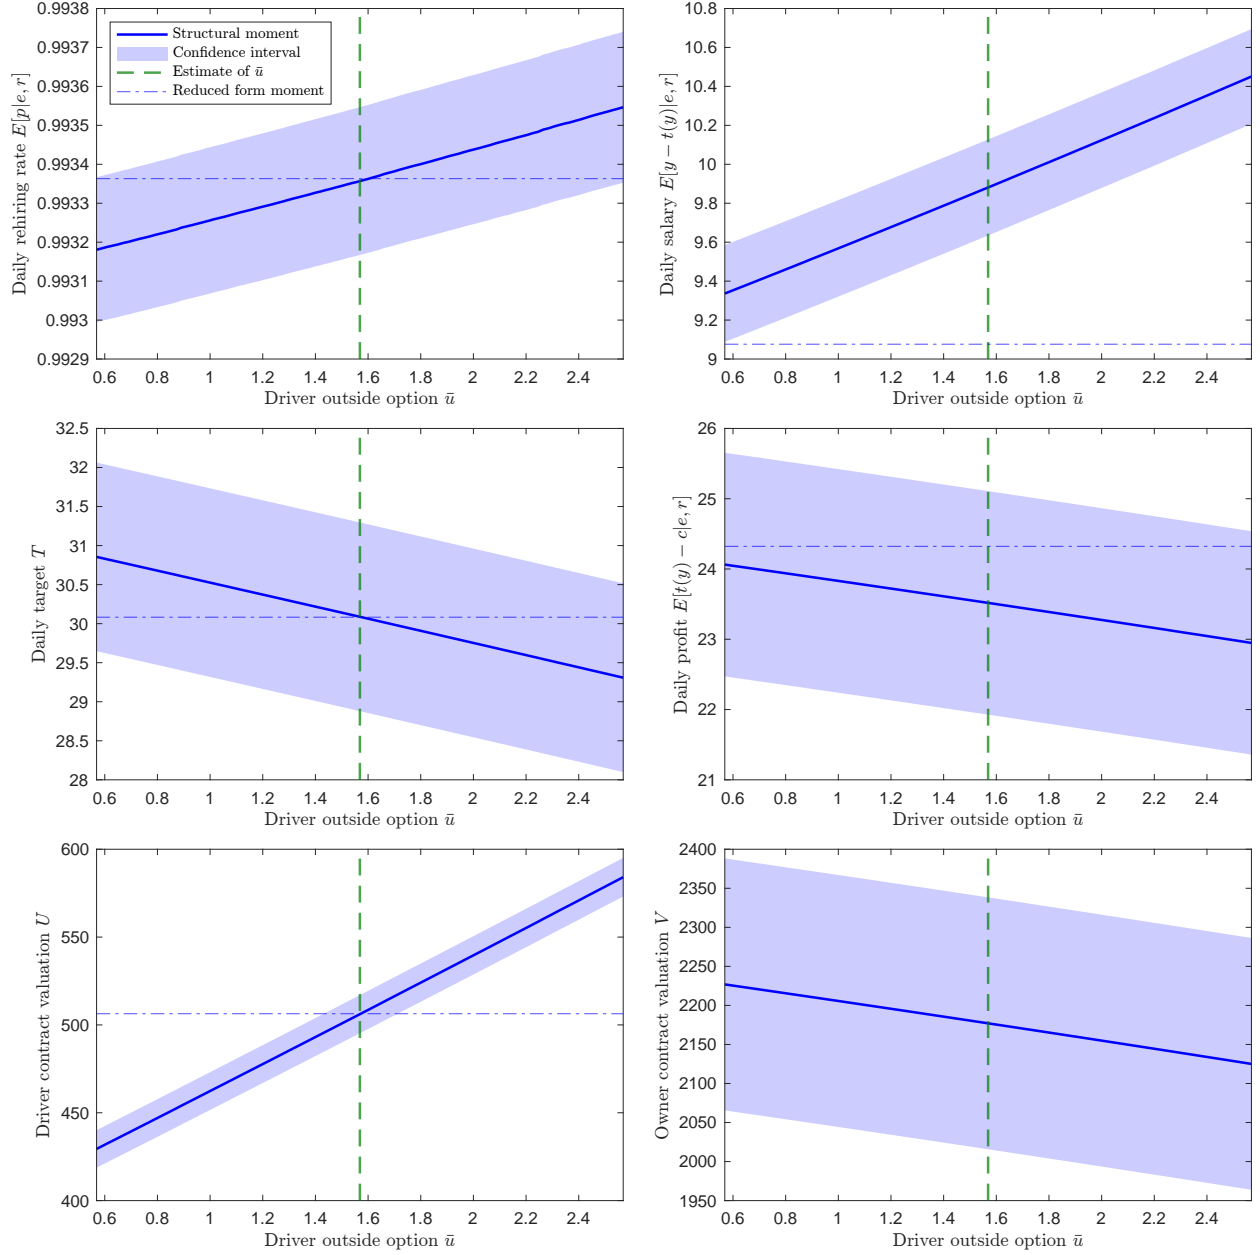 0.9938
0.9937
0.9936
0.9935
0.9934
0.9933
0.9932
0.9931
0.993
0.9929
Daily rehiring rate E[p|e, r]
Structural moment
Confidence interval
Estimate of ū
Reduced form moment
0.6 0.8 1 1.2 1.4 1.6 1.8 2 2.2 2.4
Driver outside option ū
10.8
10.6
10.4
10.2
10
9.8
9.6
9.4
9.2
9
Daily salary E[y − t(y)|e, r]
0.6 0.8 1 1.2 1.4 1.6 1.8 2 2.2 2.4
Driver outside option ū
32.5
32
31.5
31
30.5
30
29.5
29
28.5
28
Daily target T
0.6 0.8 1 1.2 1.4 1.6 1.8 2 2.2 2.4
Driver outside option ū
26
25
24
23
22
21
Daily profit E[t(y) − c|e, r]
0.6 0.8 1 1.2 1.4 1.6 1.8 2 2.2 2.4
Driver outside option ū
600
550
500
450
400
Driver contract valuation U
0.6 0.8 1 1.2 1.4 1.6 1.8 2 2.2 2.4
Driver outside option ū
2400
2350
2300
2250
2200
2150
2100
2050
2000
1950
Owner contract valuation V
0.6 0.8 1 1.2 1.4 1.6 1.8 2 2.2 2.4
Driver outside option ū